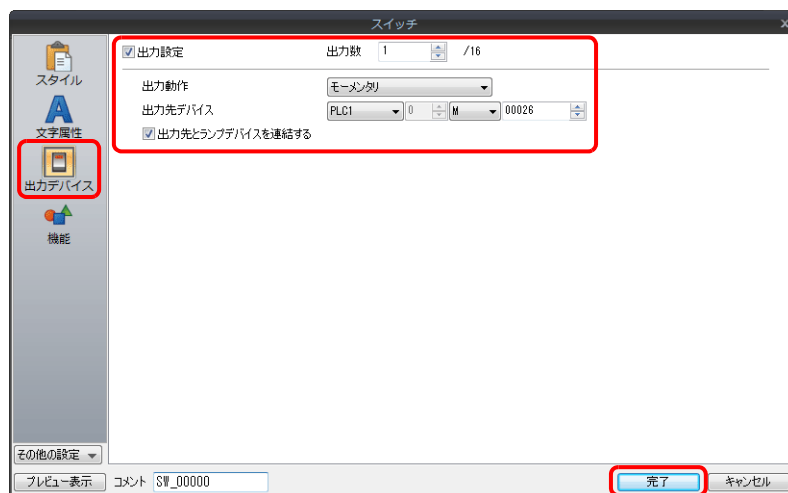 スイッチ
×
スタイル
文字属性
出力デバイス
機能
その他の設定
出力設定 出力数 1 /16
出力動作 モーメンタリ
出力先デバイス PLC1 0 M 00026
出力先とランプデバイスを連結する
プレビュー表示 コメント SW_00000 完了 キャンセル